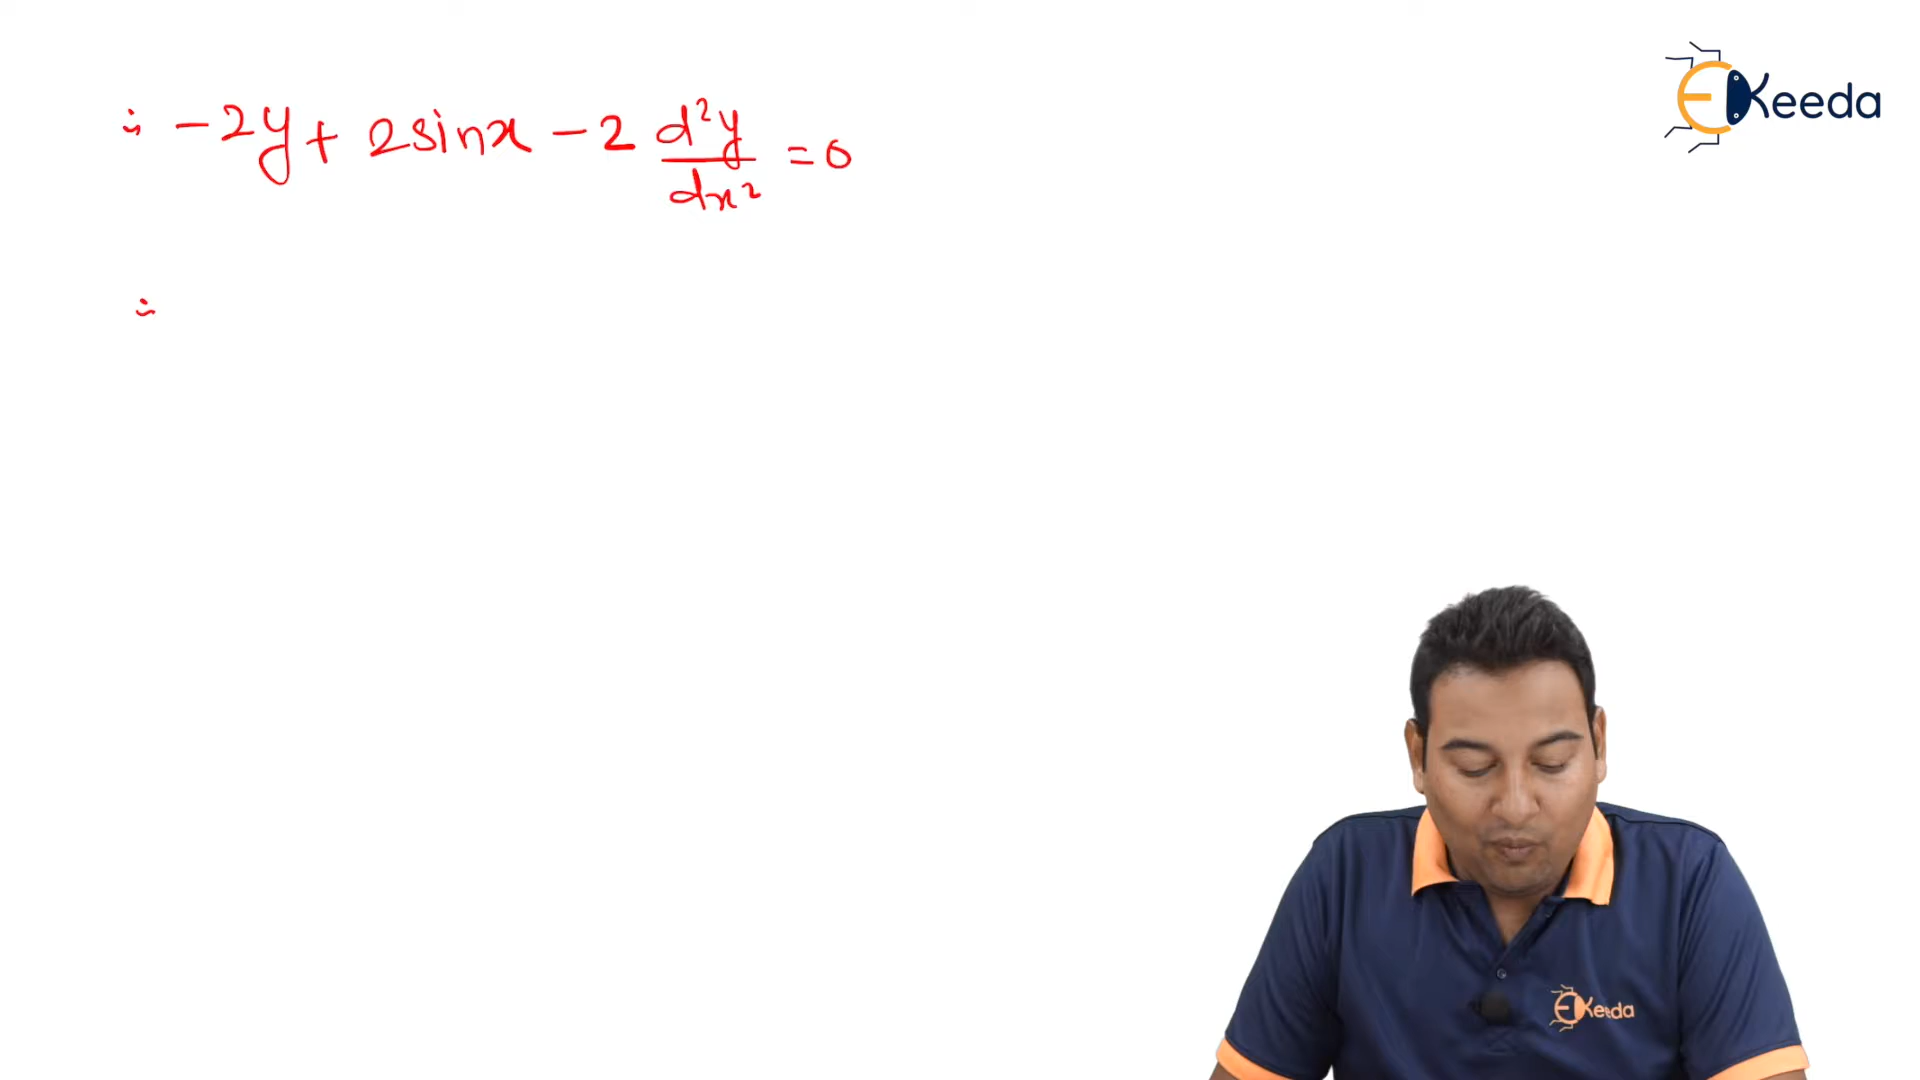 EKeeda
∴ -2y + 2sinx - 2 d²y/dx² = 0
∴
EKeeda